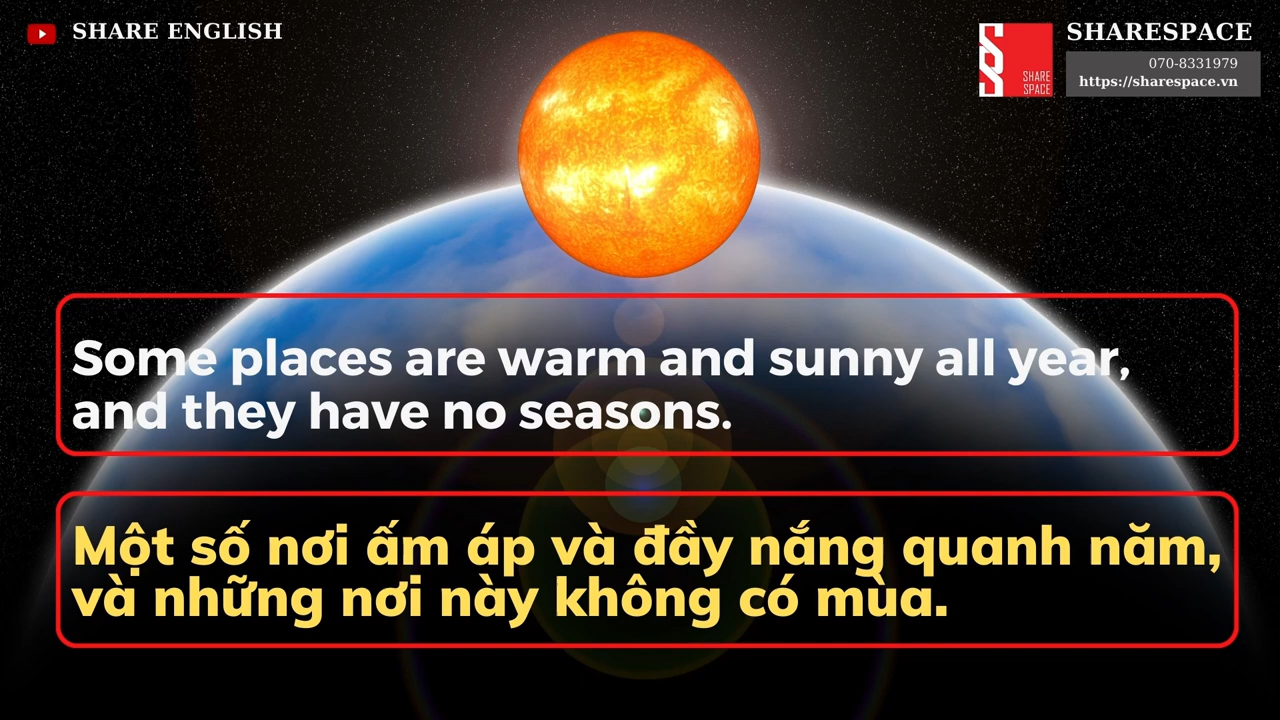 SHARE ENGLISH
SHARESPACE
SHARE
SPACE
070-8331979
https://sharespace.vn
Some places are warm and sunny all year,
and they have no seasons.
Một số nơi ấm áp và đầy nắng quanh năm,
và những nơi này không có mùa.